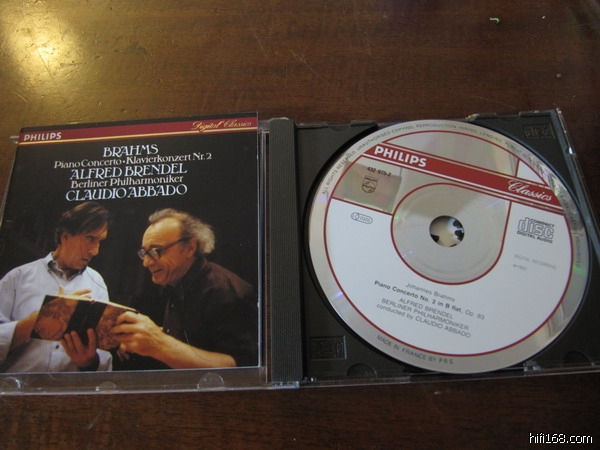 PHILIPS
Digital Classics
BRAHMS
Piano Concerto • Klavierkonzert Nr. 2
ALFRED BRENDEL
Berliner Philharmoniker
CLAUDIO ABBADO
PHILIPS
Classics
COMPACT
disc
DIGITAL AUDIO
DIGITAL RECORDING
Johannes Brahms
Piano Concerto No. 2 in B flat, Op. 83
ALFRED BRENDEL
BERLINER PHILHARMONIKER
conducted by CLAUDIO ABBADO
MADE IN FRANCE BY
hifi168.com